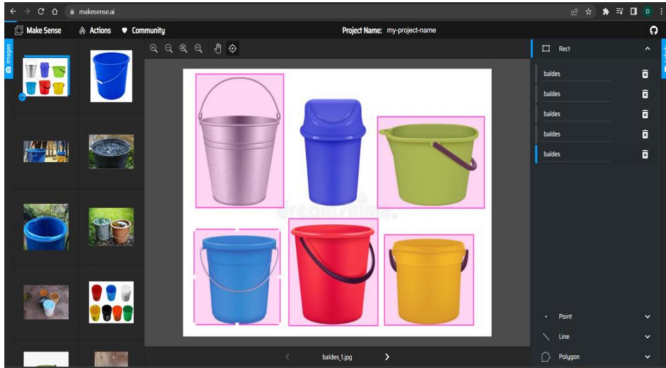 makesense.ai
Make Sense Actions Community Project Name: my-project-name
Images
Rect
baldes
baldes
baldes
baldes
baldes
dreamstime.
Point
Line
Polygon
baldes_1.jpg